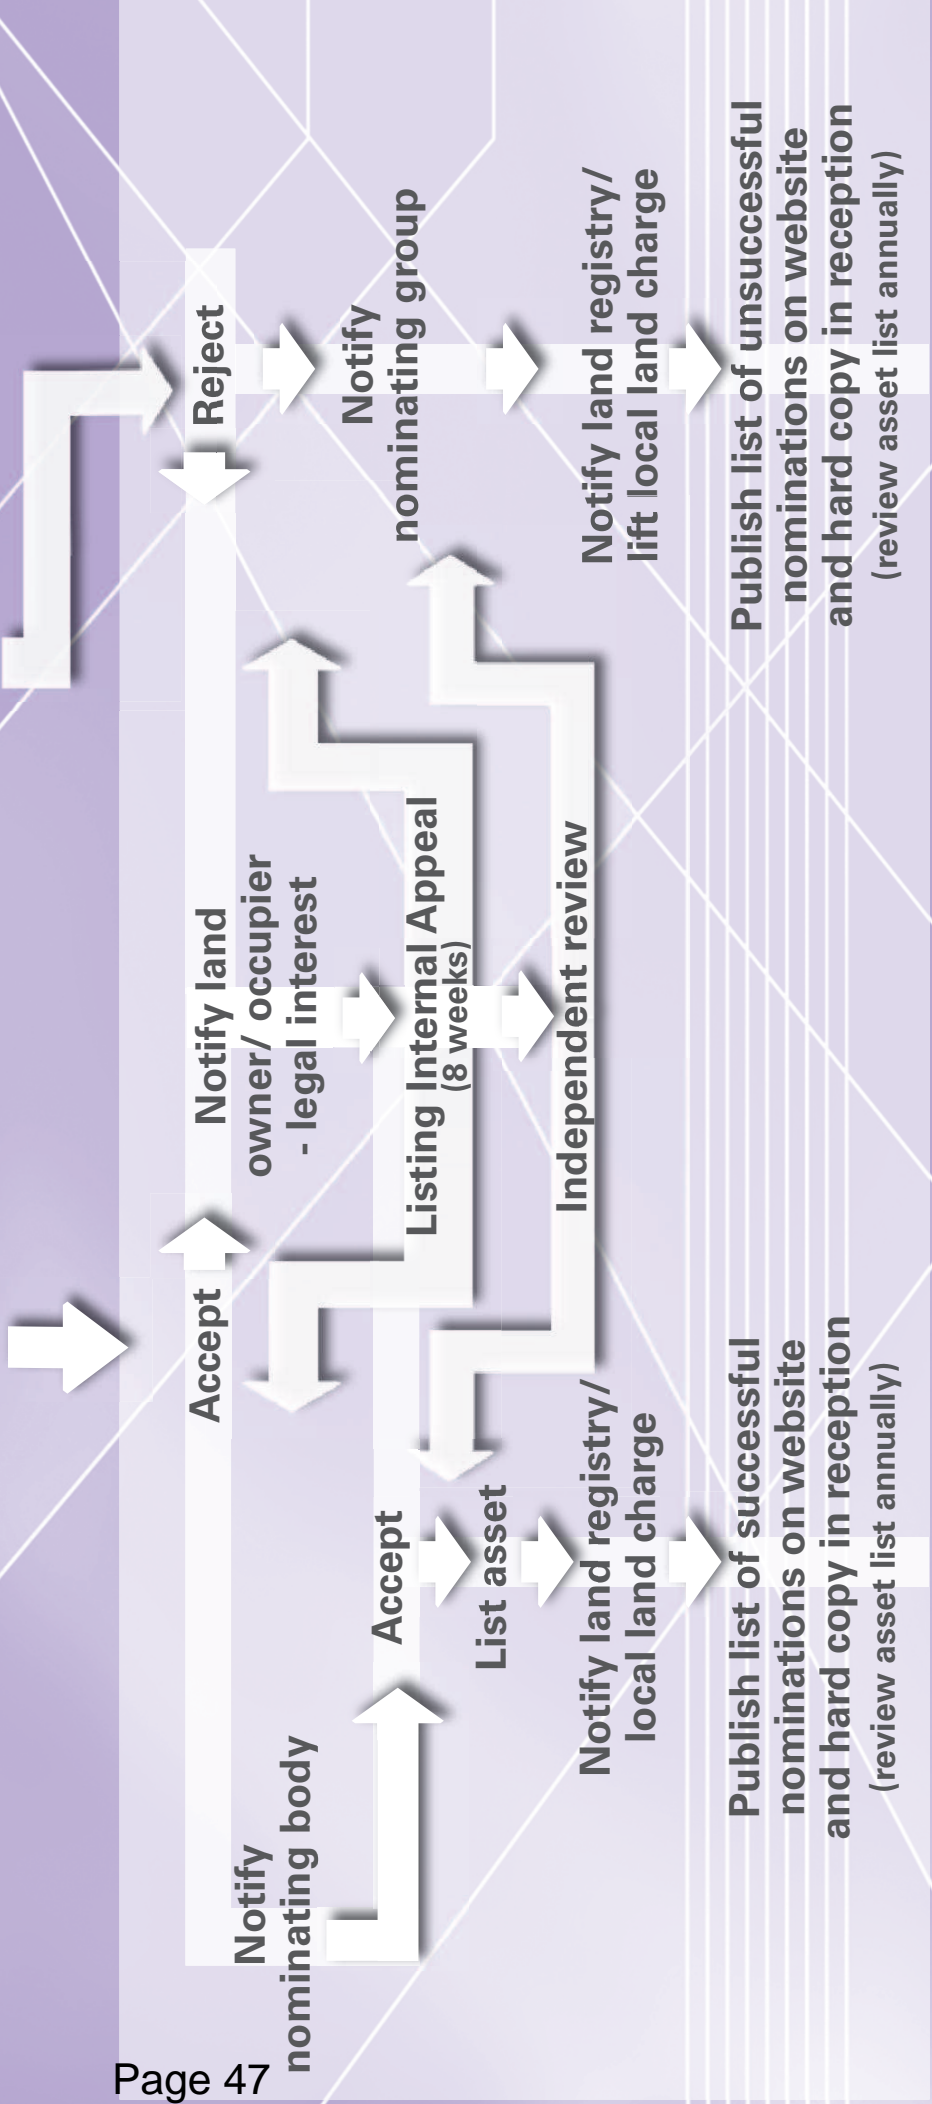 Accept
Notify land
owner/ occupier
- legal interest
Reject
Notify
nominating body
Notify
nominating group
Accept
Listing Internal Appeal
(8 weeks)
List asset
Independent review
Notify land registry/
local land charge
Notify land registry/
lift local land charge
Publish list of successful
nominations on website
and hard copy in reception
(review asset list annually)
Publish list of unsuccessful
nominations on website
and hard copy in reception
(review asset list annually)
Page 47